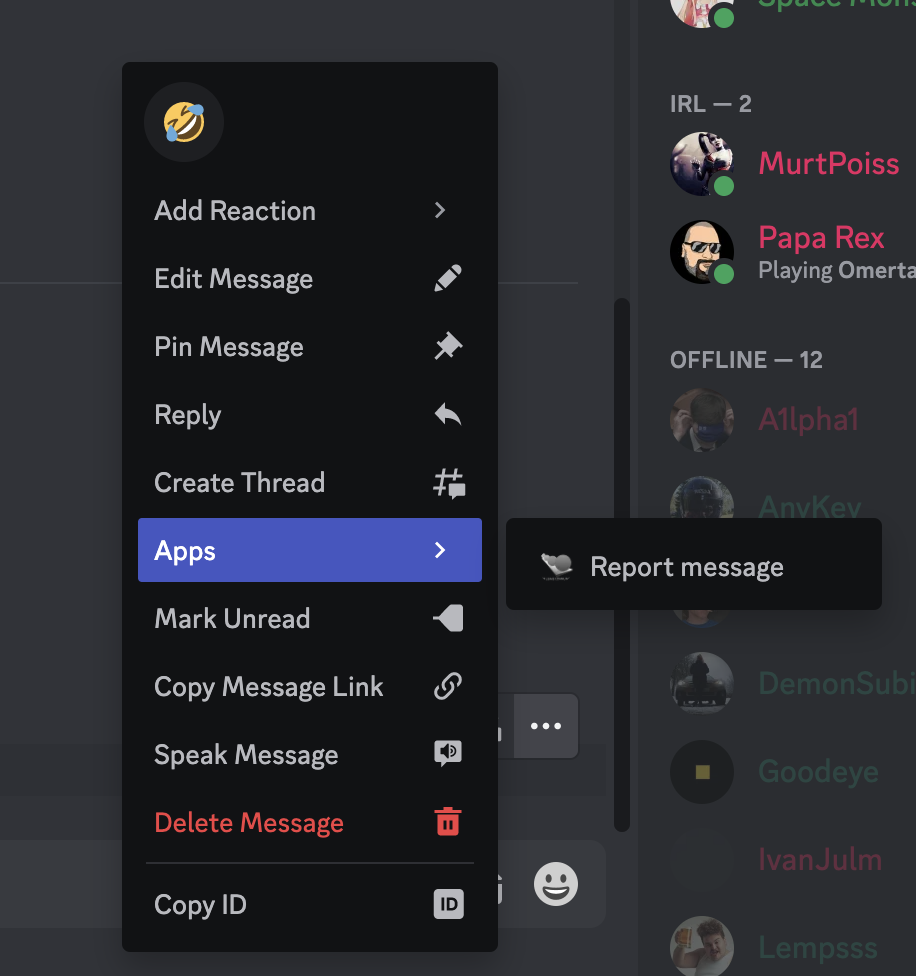 Add Reaction
Edit Message
Pin Message
Reply
Create Thread
Apps
Mark Unread
Copy Message Link
Speak Message
Delete Message
Copy ID
ID
Report message
IRL — 2
MurtPoiss
Papa Rex
Playing Omerta
OFFLINE — 12
A1lpha1
AnyKey
DemonSubi
Goodeye
IvanJulm
Lempsss